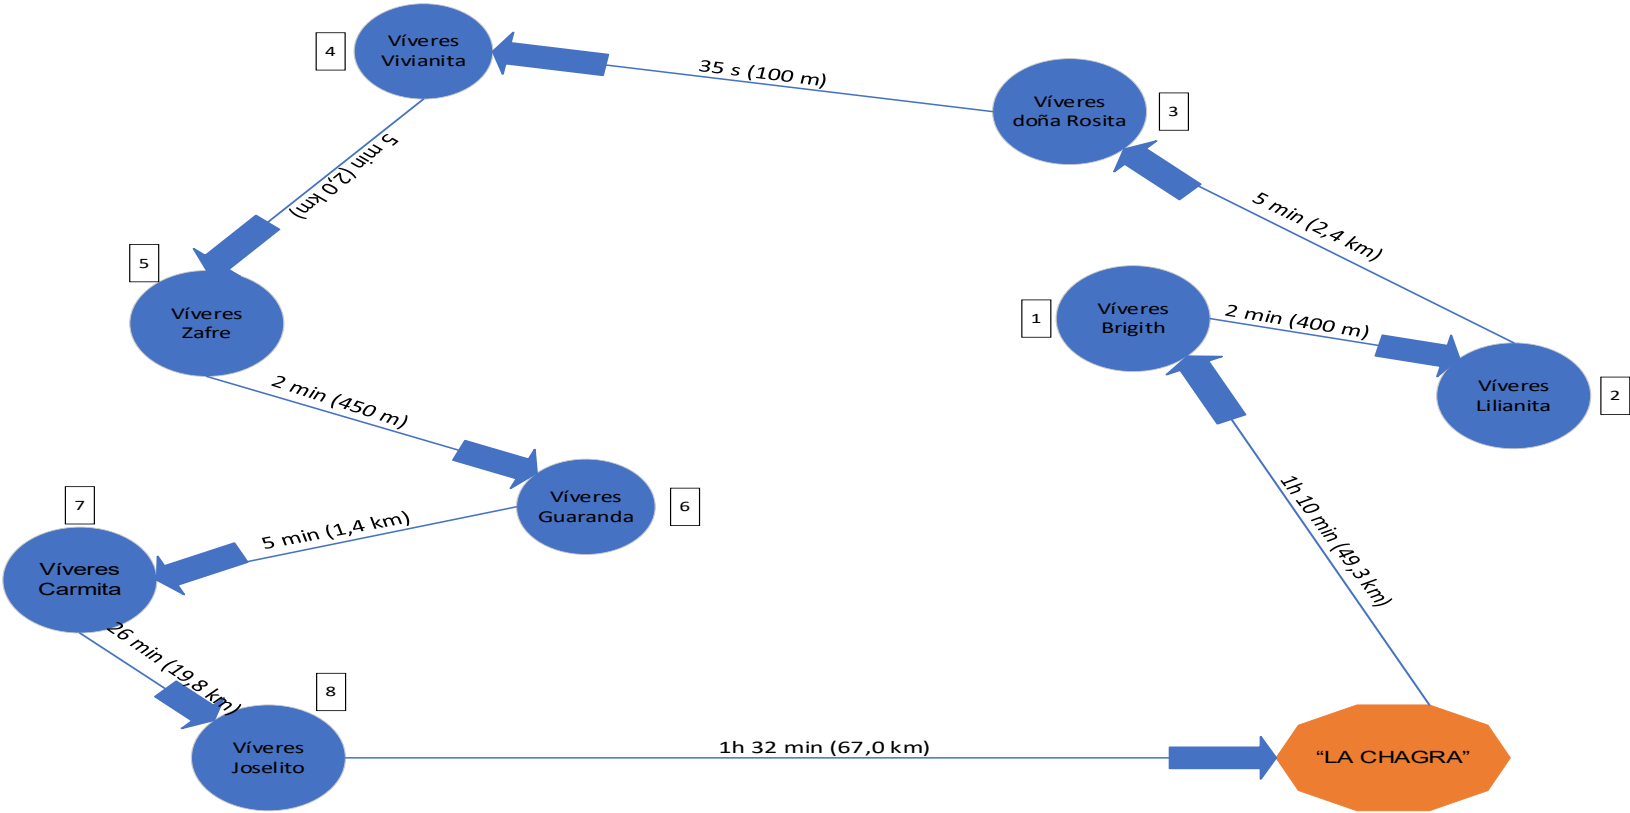 4
Víveres
Vivianita
35 s (100 m)
Víveres
doña Rosita
3
5 min (2,0 km)
5 min (2,4 km)
5
Víveres
Zafre
1
Víveres
Brigith
2 min (400 m)
Víveres
Lilianita
2
2 min (450 m)
1h 10 min (49,3 km)
Víveres
Guaranda
6
7
5 min (1,4 km)
Víveres
Carmita
26 min (19,8 km)
8
Víveres
Joselito
1h 32 min (67,0 km)
“LA CHAGRA”